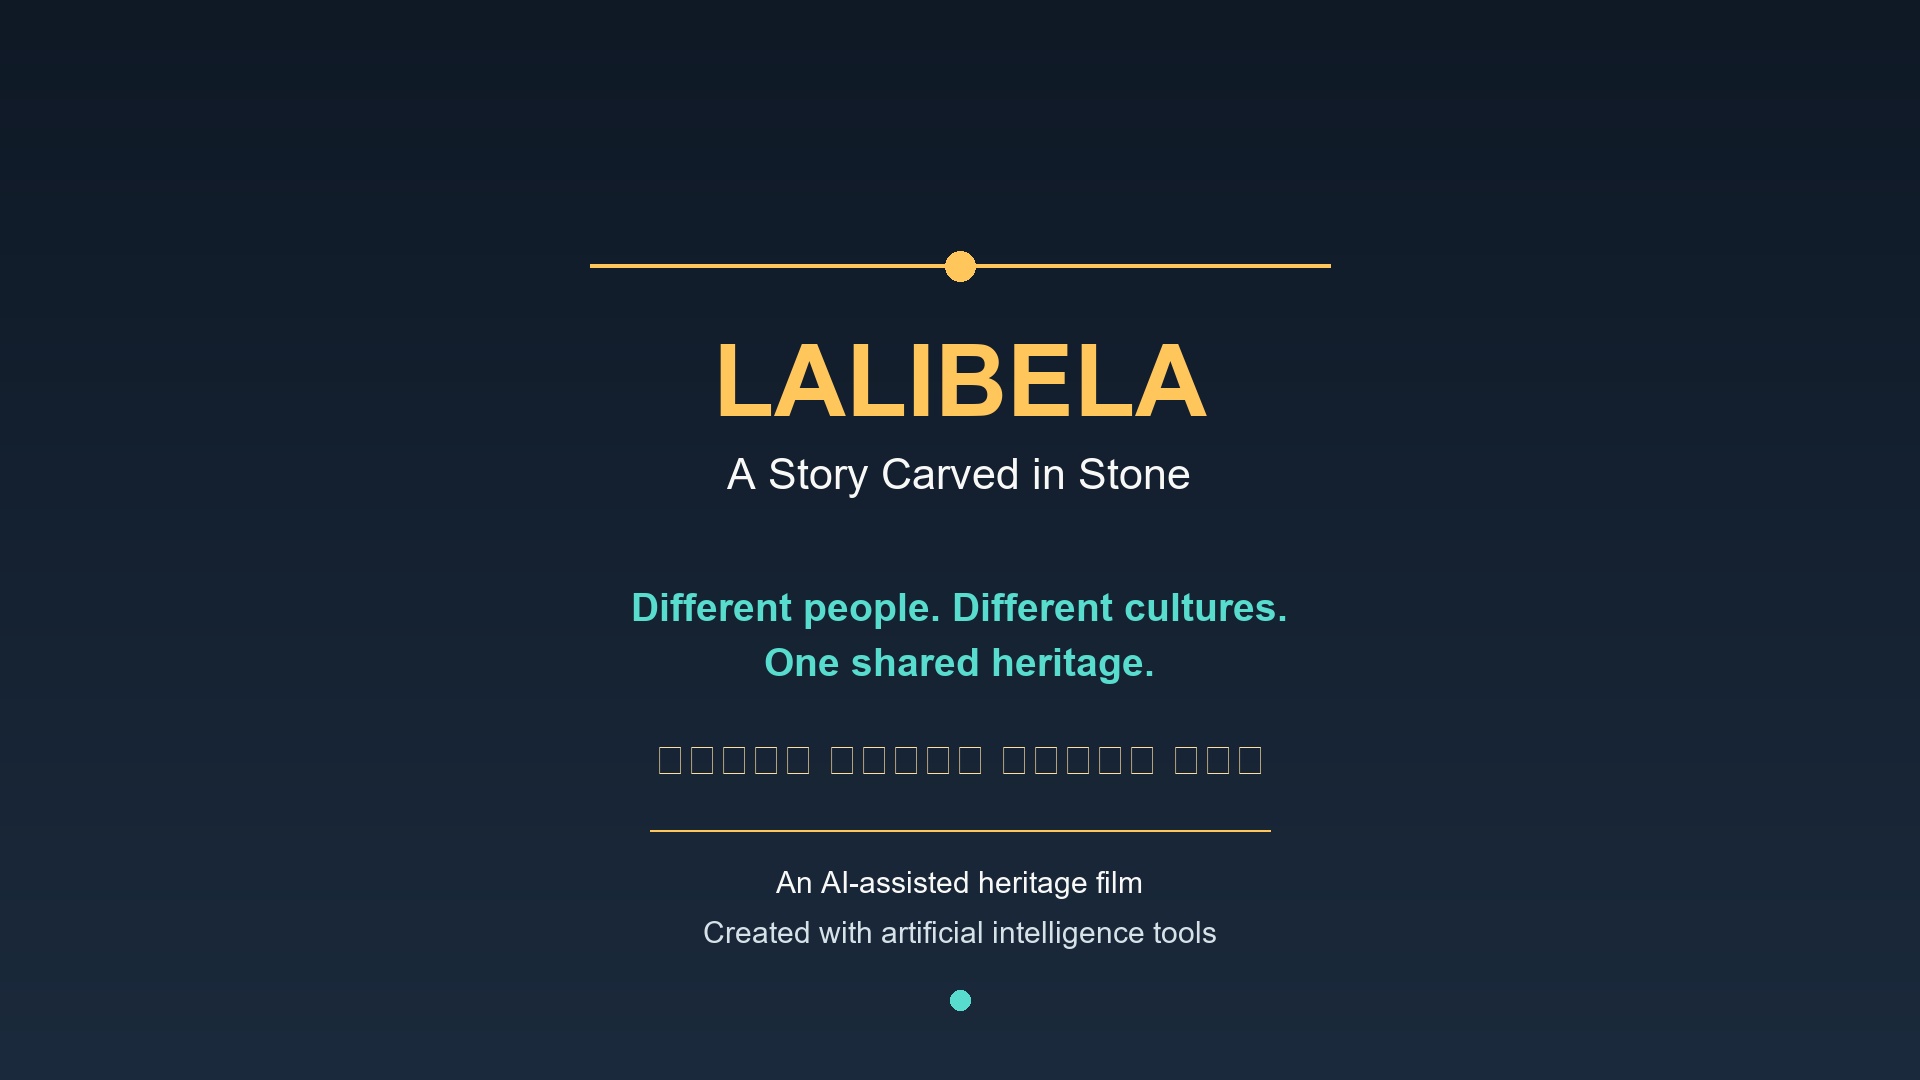 LALIBELA
A Story Carved in Stone
Different people. Different cultures.
One shared heritage.
An AI-assisted heritage film
Created with artificial intelligence tools